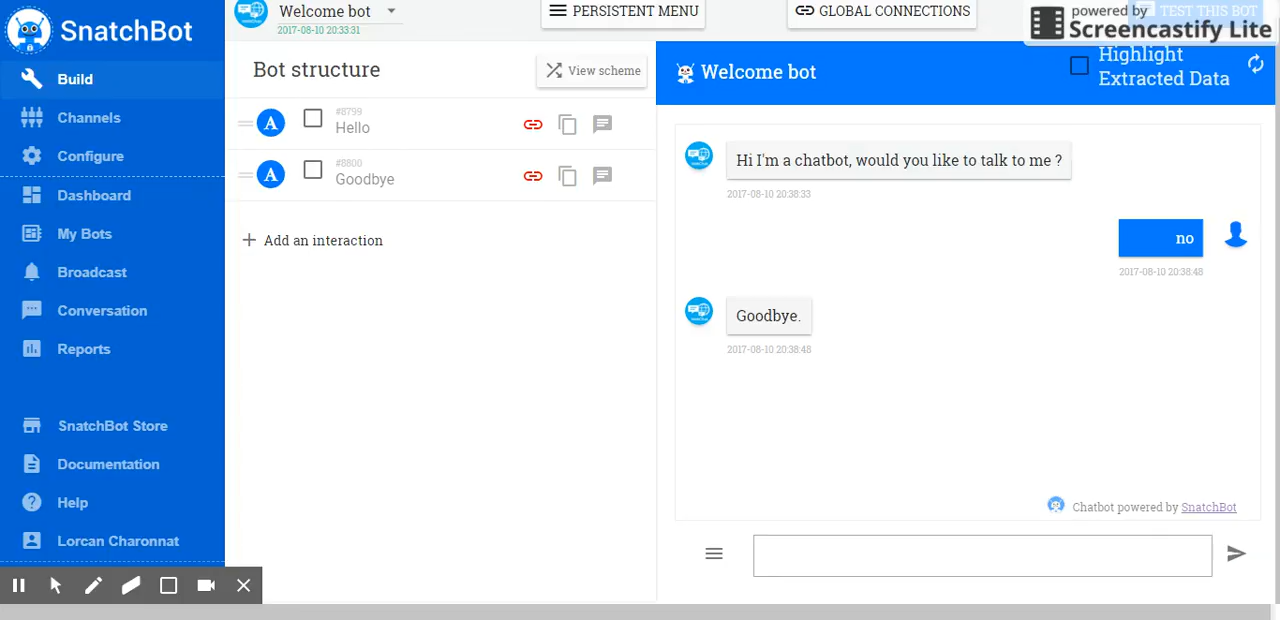 SnatchBot
Build
Channels
Configure
Dashboard
My Bots
Broadcast
Conversation
Reports
SnatchBot Store
Documentation
Help
Lorcan Charonnat
Welcome bot
2017-08-10 20:33:31
PERSISTENT MENU
GLOBAL CONNECTIONS
TEST THIS BOT
powered by
Screencastify Lite
Bot structure
View scheme
A
#8799
Hello
A
#8800
Goodbye
Add an interaction
Welcome bot
Highlight
Extracted Data
Hi I'm a chatbot, would you like to talk to me ?
2017-08-10 20:38:33
no
2017-08-10 20:38:48
Goodbye.
2017-08-10 20:38:48
Chatbot powered by SnatchBot